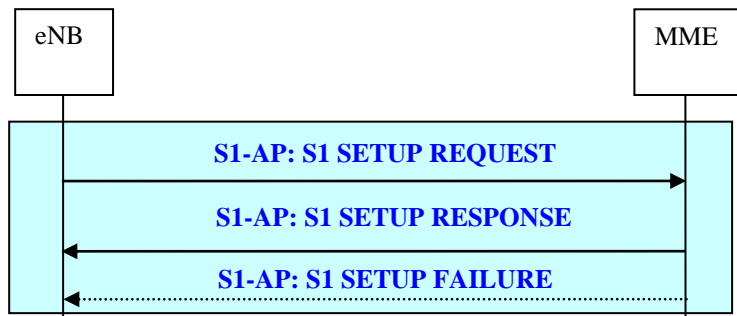 eNB
MME
S1-AP: S1 SETUP REQUEST
S1-AP: S1 SETUP RESPONSE
S1-AP: S1 SETUP FAILURE